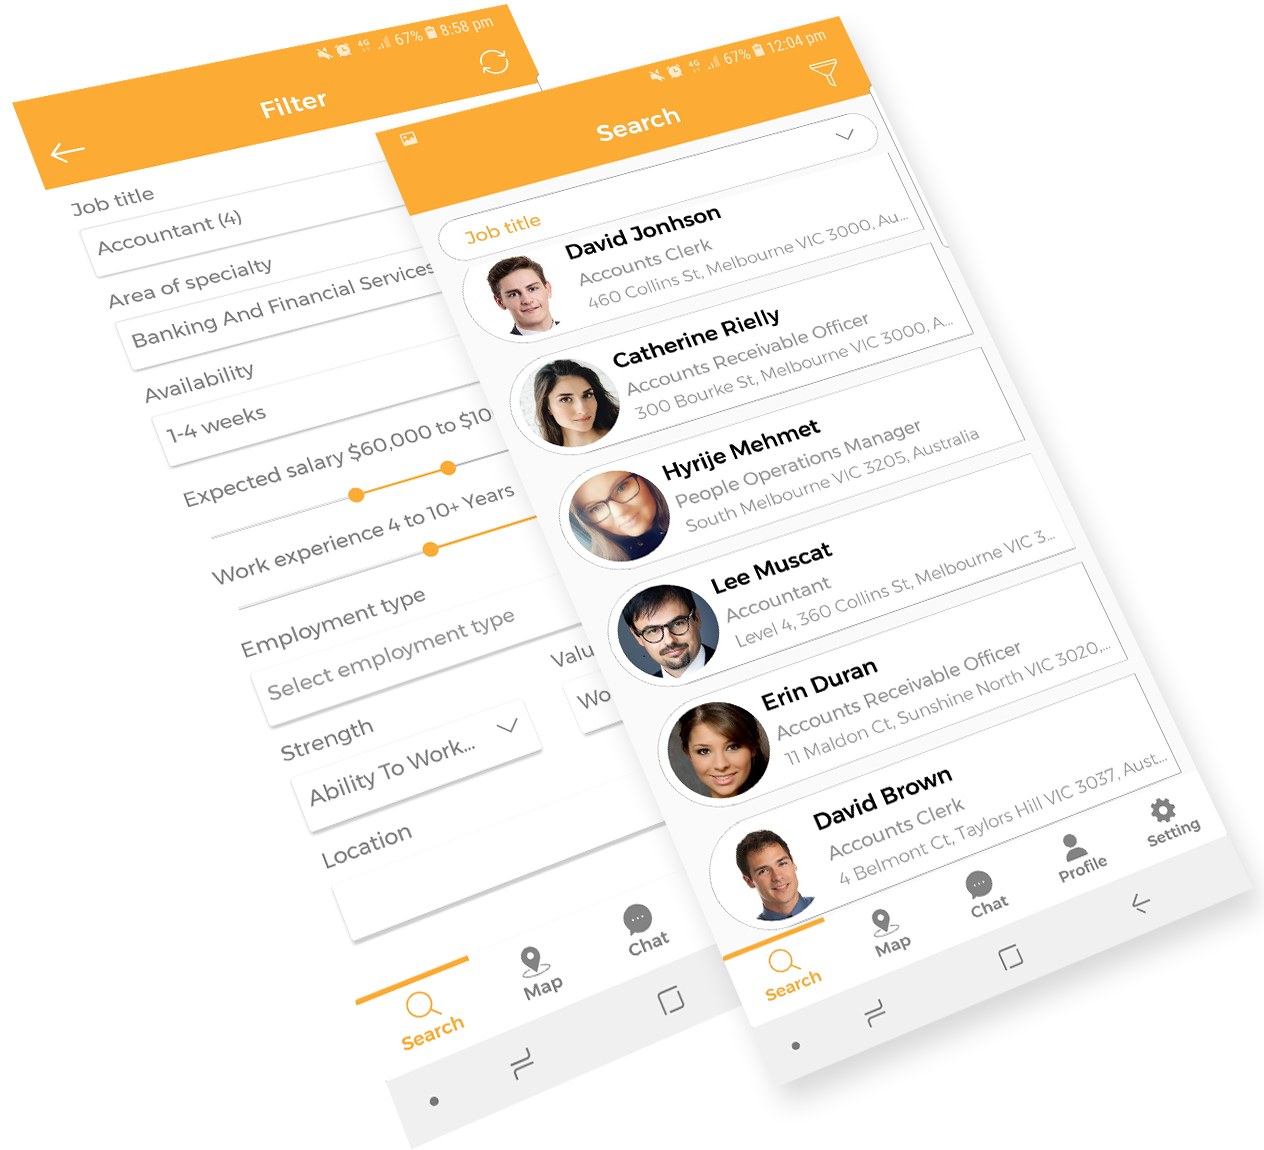 67% 8:58 pm
Filter
Job title
Accountant (4)
Area of specialty
Banking And Financial Services
Availability
1-4 weeks
Expected salary $60,000 to $10
Work experience 4 to 10+ Years
Employment type
Select employment type
Strength
Valu
Ability To Work...
Wo
Location
Search
Map
Chat
4G 67% 12:04 pm
Search
Job title
David Jonhson
Accounts Clerk
460 Collins St, Melbourne VIC 3000, Au...
Catherine Rielly
Accounts Receivable Officer
300 Bourke St, Melbourne VIC 3000, A...
Hyrije Mehmet
People Operations Manager
South Melbourne VIC 3205, Australia
Lee Muscat
Accountant
Level 4, 360 Collins St, Melbourne VIC 3...
Erin Duran
Accounts Receivable Officer
11 Maldon Ct, Sunshine North VIC 3020,...
David Brown
Accounts Clerk
4 Belmont Ct, Taylors Hill VIC 3037, Aust...
Search
Map
Chat
Profile
Setting